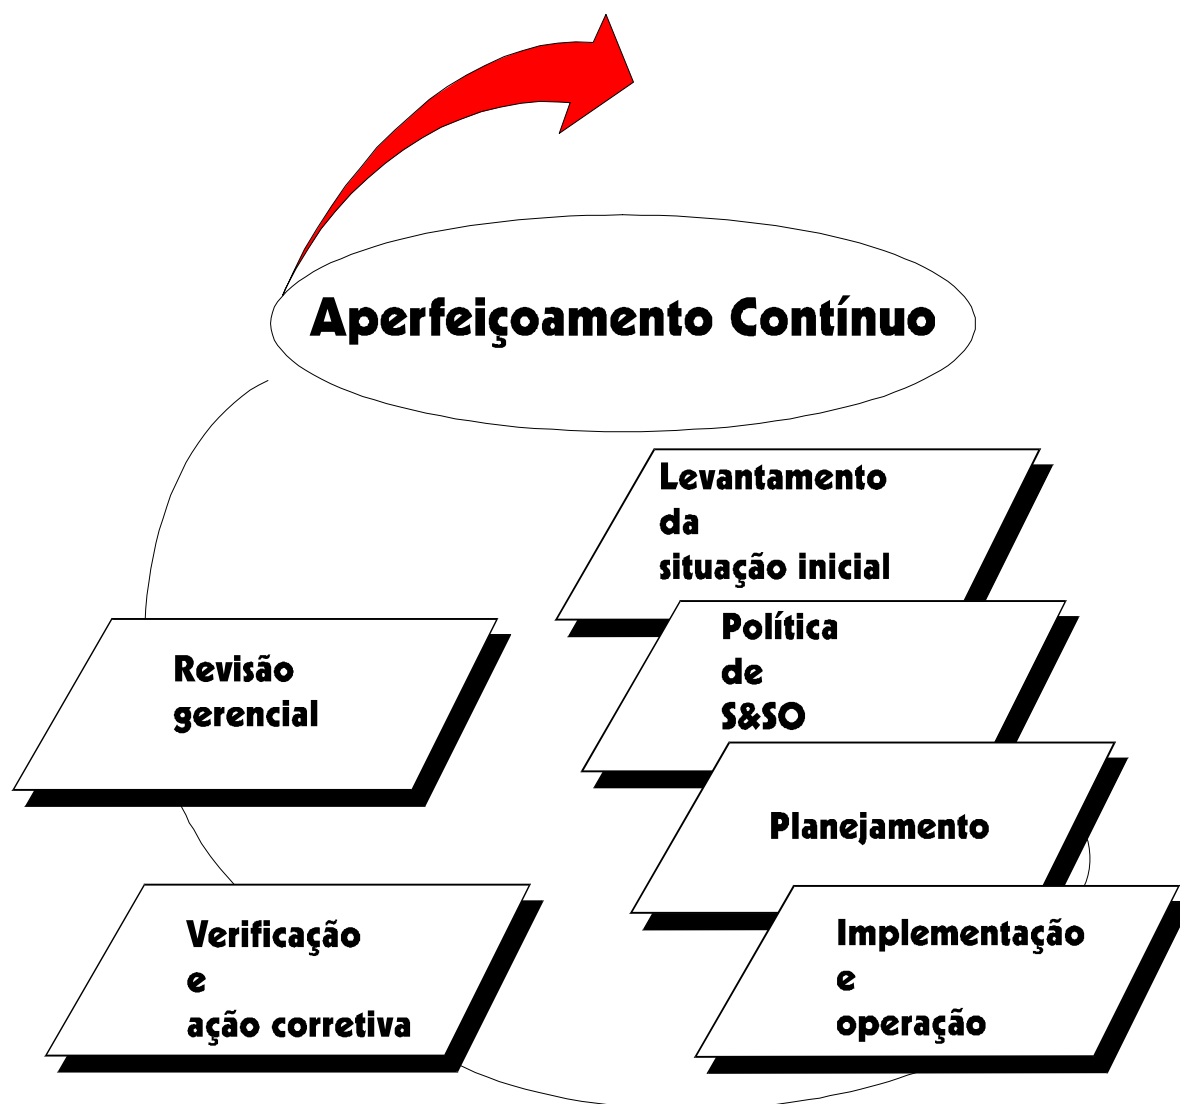 Aperfeiçoamento Contínuo
Levantamento
da
situação inicial
Política
de
S&SO
Planejamento
Implementação
e
operação
Verificação
e
ação corretiva
Revisão
gerencial